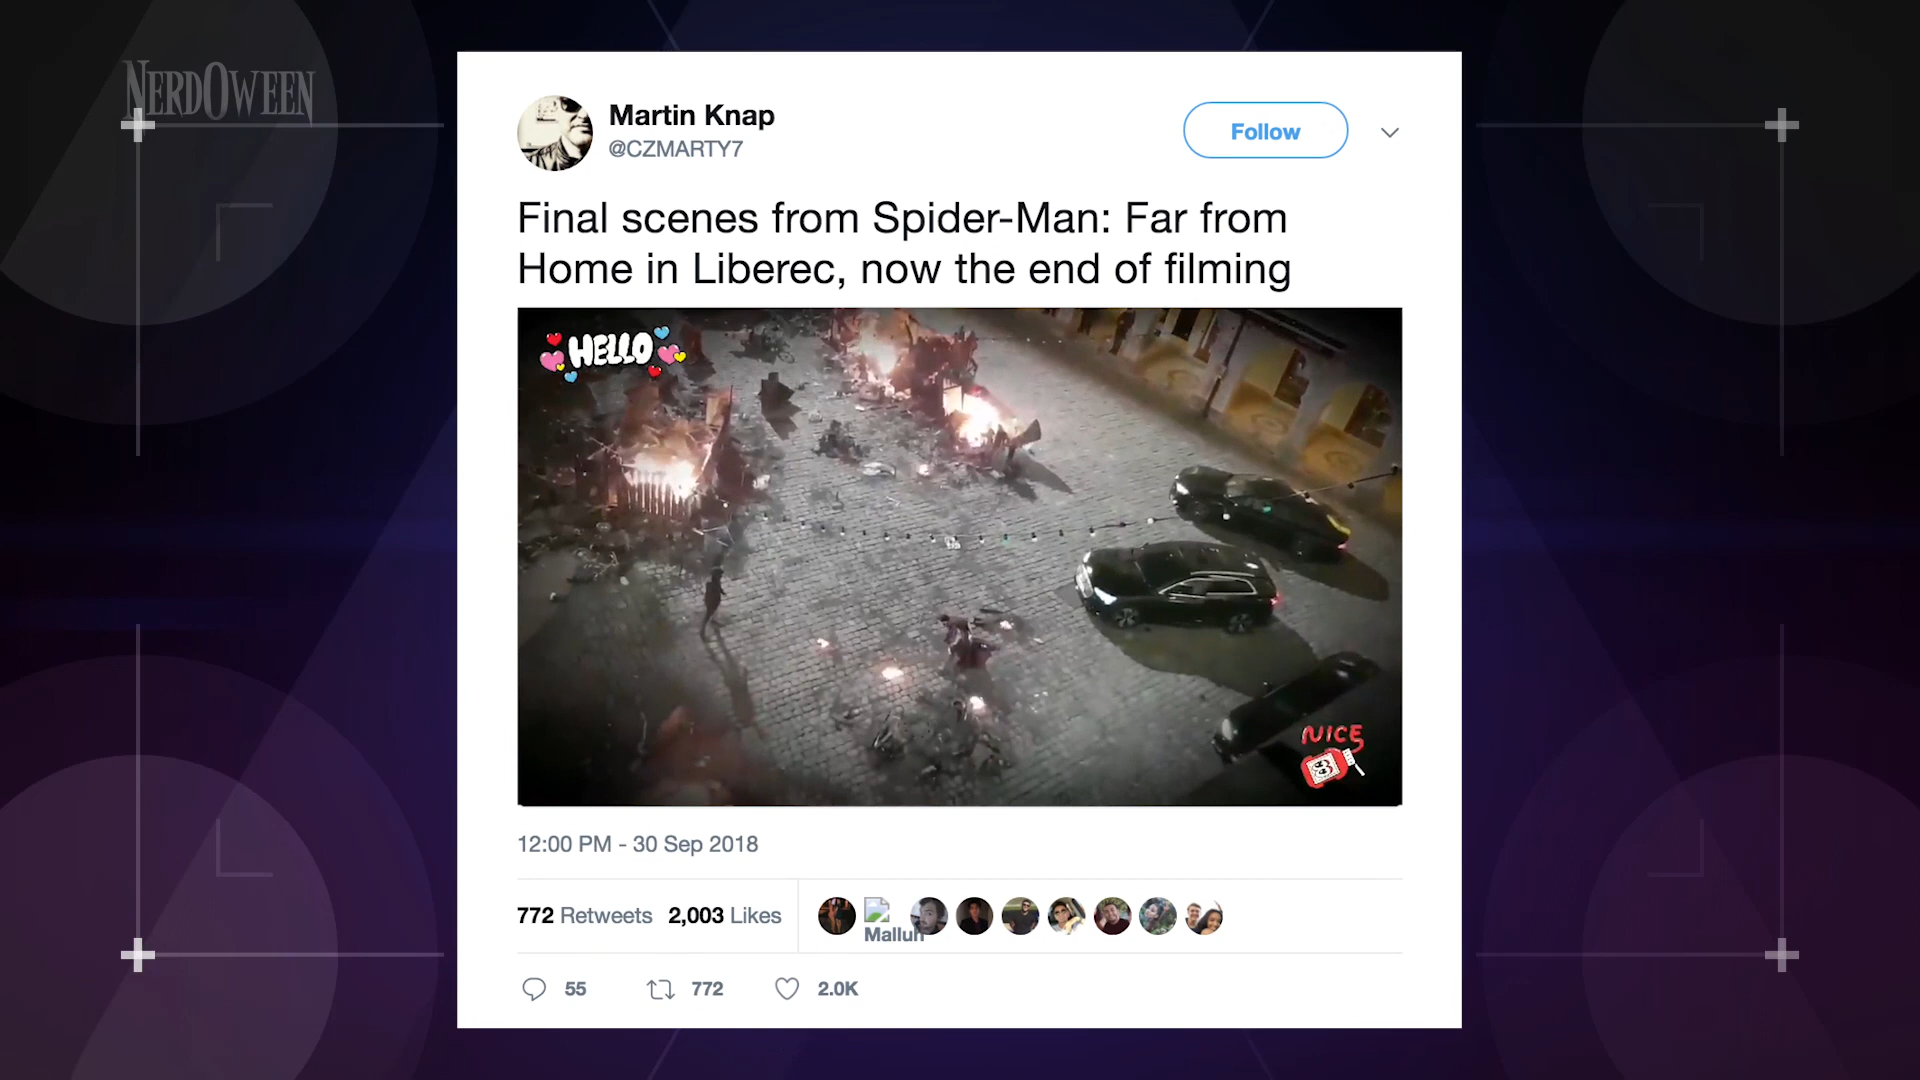 NERDOWEEN
Martin Knap
@CZMARTY7
Follow
Final scenes from Spider-Man: Far from
Home in Liberec, now the end of filming
HELLO
NICE
12:00 PM - 30 Sep 2018
772 Retweets 2,003 Likes
55 772 2.0K